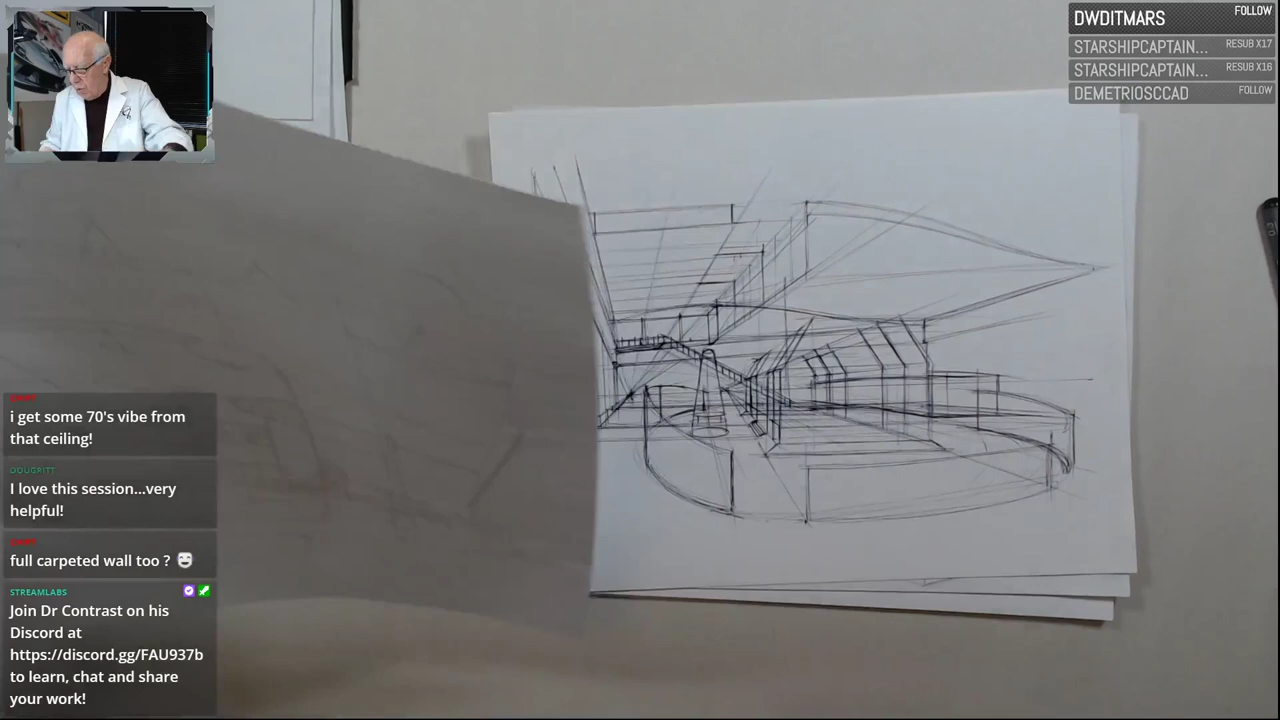 DWDITMARS FOLLOW
STARSHIPCAPTAIN... RESUB X17
STARSHIPCAPTAIN... RESUB X16
DEMETRIOSCCAD FOLLOW
i get some 70's vibe from
that ceiling!
DOUGPITT
I love this session...very
helpful!
full carpeted wall too ?
STREAMLABS
Join Dr Contrast on his
Discord at
https://discord.gg/FAU937b
to learn, chat and share
your work!